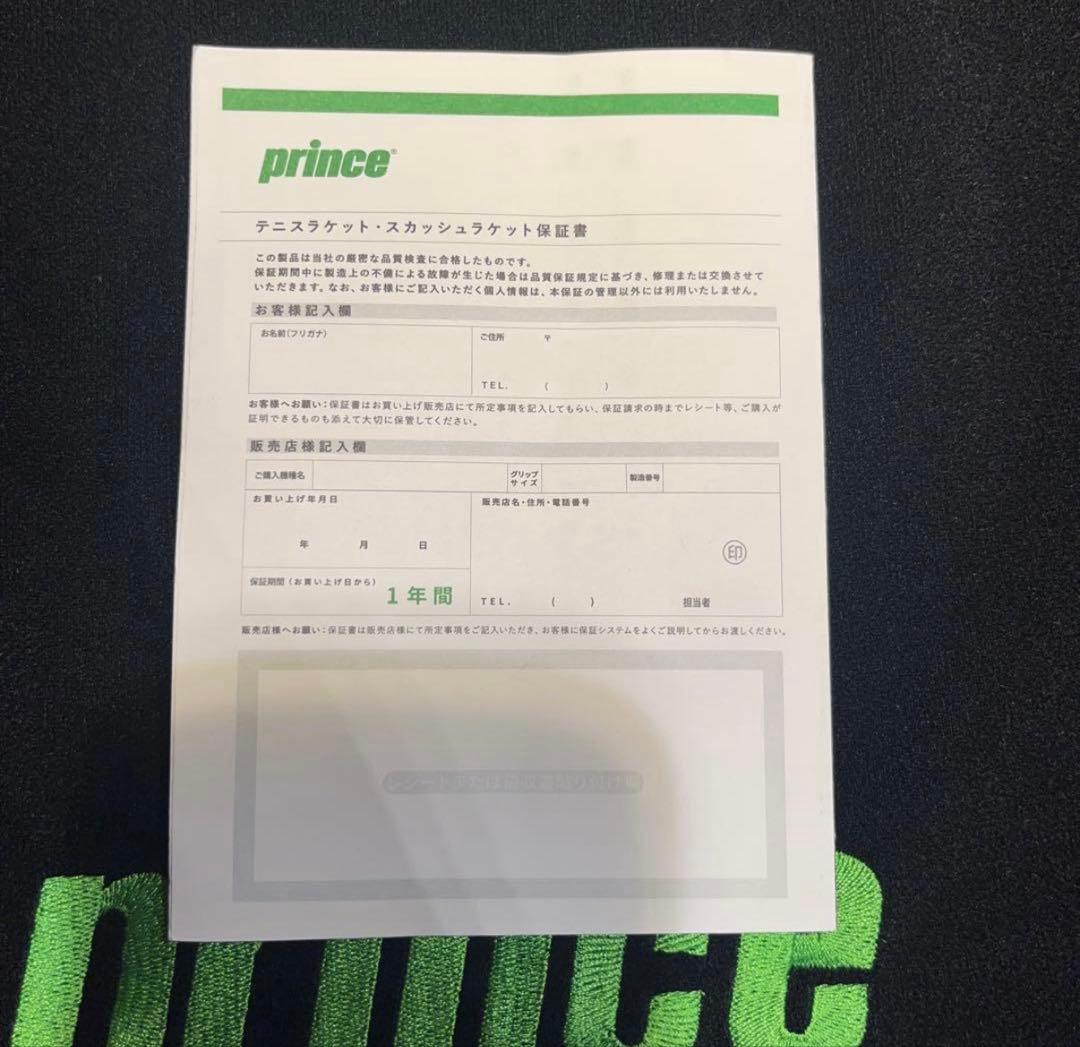 prince®
テニスラケット・スカッシュラケット保証書
この製品は当社の厳密な品質検査に合格したものです。
保証期間中に製造上の不備による故障が生じた場合は品質保証規定に基づき、修理または交換させて
いただきます。なお、お客様にご記入いただく個人情報は、本保証の管理以外には利用いたしません。
お客様記入欄
お名前(フリガナ)
ご住所 〒
TEL. ( )
お客様へお願い：保証書はお買い上げ販売店にて所定事項を記入してもらい、保証請求の時までレシート等、ご購入が
証明できるものも添えて大切に保管してください。
販売店様記入欄
ご購入機種名
グリップ
サイズ
製造番号
お買い上げ年月日
年 月 日
販売店名・住所・電話番号
印
保証期間（お買い上げ日から）
1年間
TEL. ( ) 担当者
販売店様へお願い：保証書は販売店様にて所定事項をご記入いただき、お客様に保証システムをよくご説明してからお渡しください。
レシートまたは領収書貼り付け欄
prince